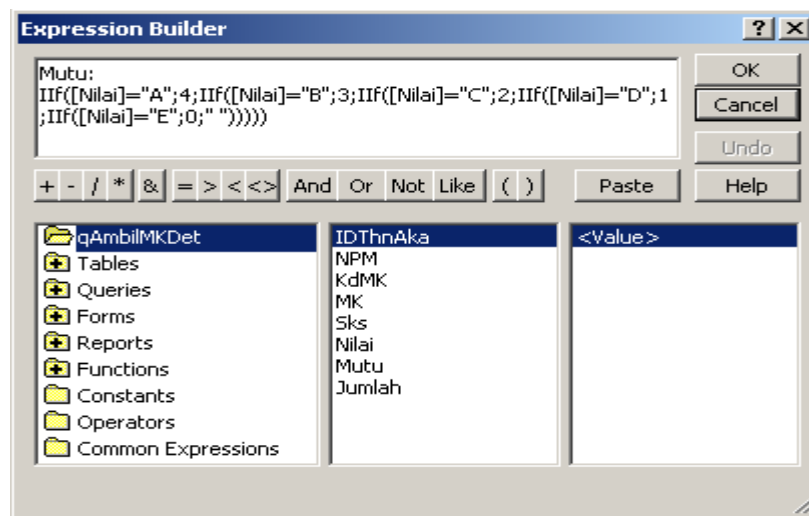 Expression Builder
? X
Mutu:
IIf([Nilai]="A";4;IIf([Nilai]="B";3;IIf([Nilai]="C";2;IIf([Nilai]="D";1
;IIf([Nilai]="E";0;" ")))))
OK
Cancel
Undo
+ - / * & = > < <> And Or Not Like ( ) Paste Help
qAmbilMKDet
Tables
Queries
Forms
Reports
Functions
Constants
Operators
Common Expressions
IDThnAka
NPM
KdMK
MK
Sks
Nilai
Mutu
Jumlah
<Value>